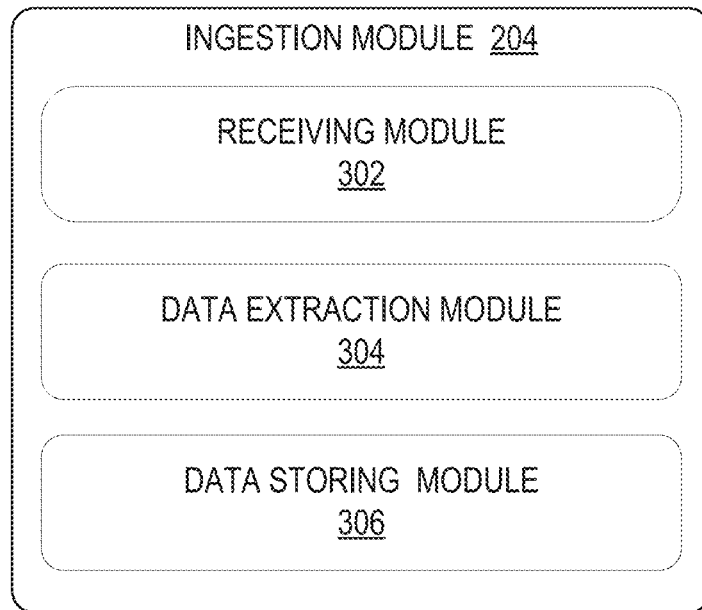 INGESTION MODULE 204
RECEIVING MODULE
302
DATA EXTRACTION MODULE
304
DATA STORING MODULE
306